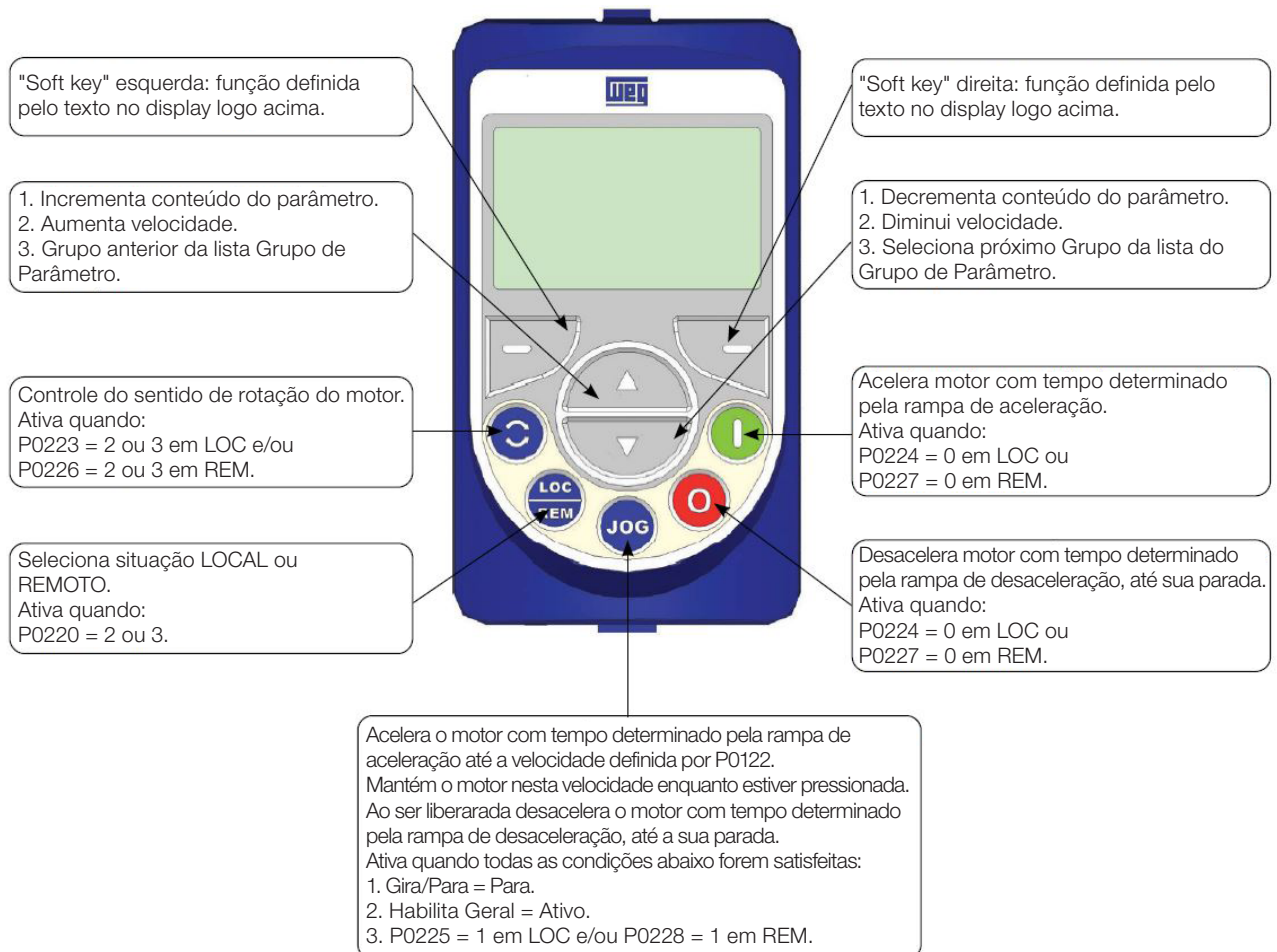 weg
"Soft key" esquerda: função definida
pelo texto no display logo acima.
"Soft key" direita: função definida pelo
texto no display logo acima.
1. Incrementa conteúdo do parâmetro.
2. Aumenta velocidade.
3. Grupo anterior da lista Grupo de
Parâmetro.
1. Decrementa conteúdo do parâmetro.
2. Diminui velocidade.
3. Seleciona próximo Grupo da lista do
Grupo de Parâmetro.
Controle do sentido de rotação do motor.
Ativa quando:
P0223 = 2 ou 3 em LOC e/ou
P0226 = 2 ou 3 em REM.
Acelera motor com tempo determinado
pela rampa de aceleração.
Ativa quando:
P0224 = 0 em LOC ou
P0227 = 0 em REM.
LOC
REM
JOG
Seleciona situação LOCAL ou
REMOTO.
Ativa quando:
P0220 = 2 ou 3.
Desacelera motor com tempo determinado
pela rampa de desaceleração, até sua parada.
Ativa quando:
P0224 = 0 em LOC ou
P0227 = 0 em REM.
Acelera o motor com tempo determinado pela rampa de
aceleração até a velocidade definida por P0122.
Mantém o motor nesta velocidade enquanto estiver pressionada.
Ao ser liberarada desacelera o motor com tempo determinado
pela rampa de desaceleração, até a sua parada.
Ativa quando todas as condições abaixo forem satisfeitas:
1. Gira/Para = Para.
2. Habilita Geral = Ativo.
3. P0225 = 1 em LOC e/ou P0228 = 1 em REM.